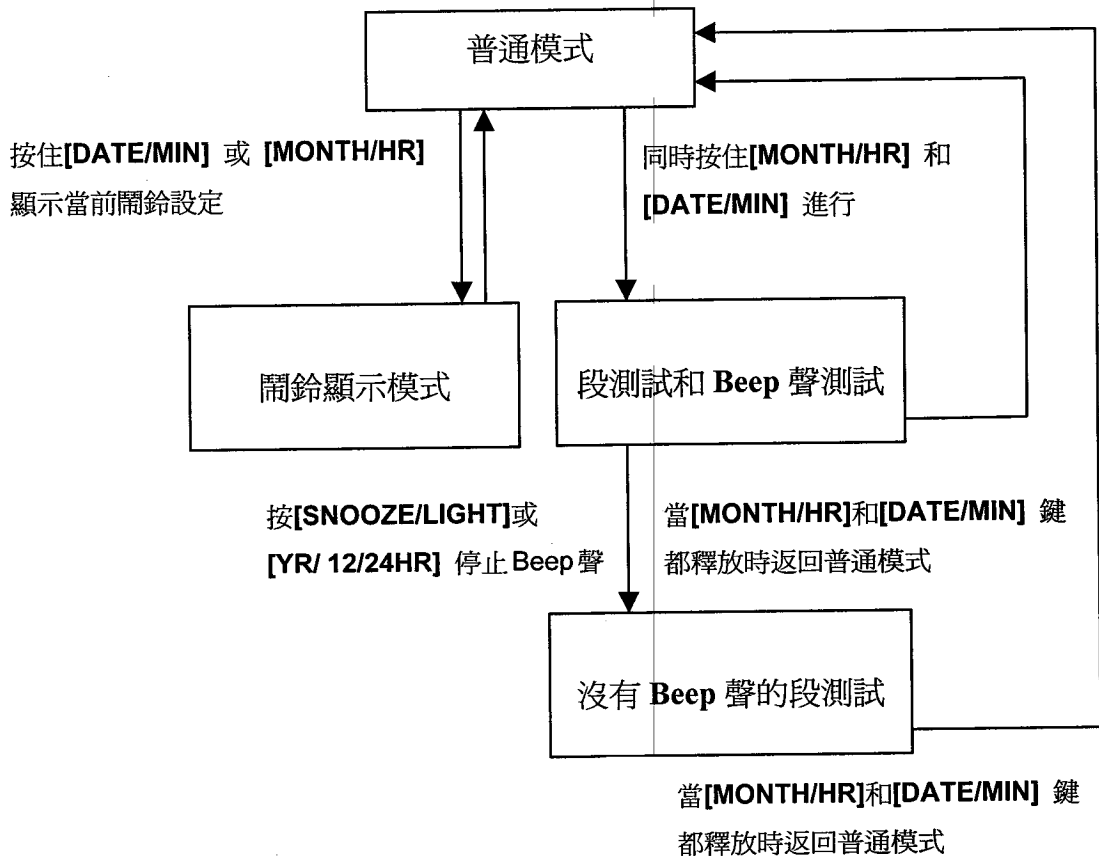 普通模式
按住[DATE/MIN] 或 [MONTH/HR]
顯示當前鬧鈴設定
同時按住[MONTH/HR] 和
[DATE/MIN] 進行
鬧鈴顯示模式
段測試和 Beep 聲測試
按[SNOOZE/LIGHT]或
[YR/ 12/24HR] 停止 Beep 聲
當[MONTH/HR]和[DATE/MIN] 鍵
都釋放時返回普通模式
沒有 Beep 聲的段測試
當[MONTH/HR]和[DATE/MIN] 鍵
都釋放時返回普通模式